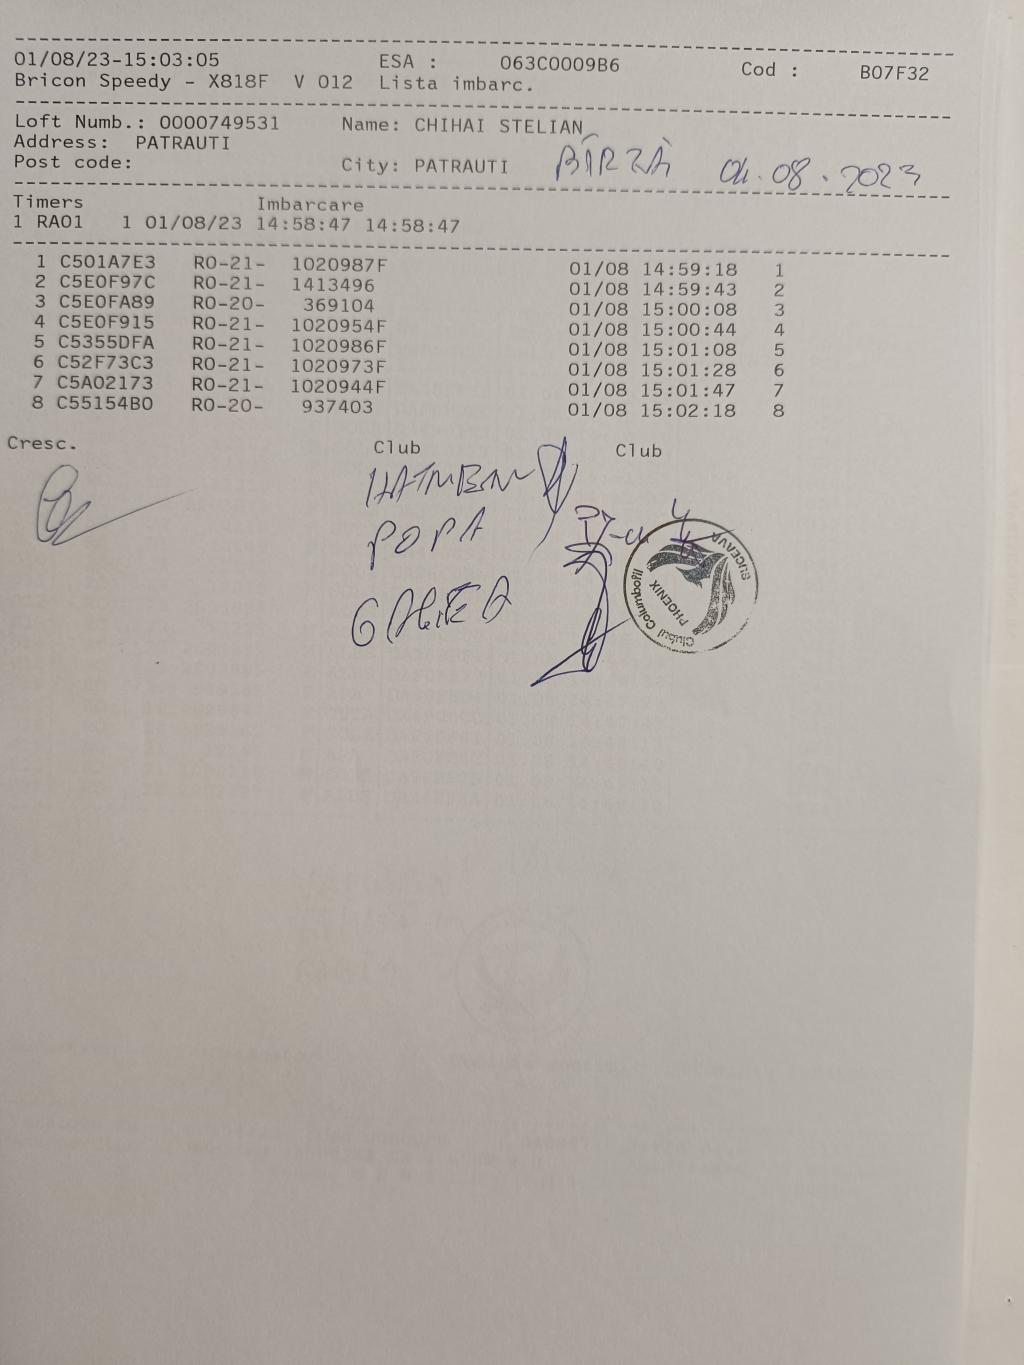 01/08/23-15:03:05 ESA : 063C0009B6 Cod : B07F32
Bricon Speedy - X818F V 012 Lista imbarc.
Loft Numb.: 0000749531 Name: CHIHAI STELIAN
Address: PATRAUTI
Post code: City: PATRAUTI BÎRZA 04.08.2023
Timers Imbarcare
1 RA01 1 01/08/23 14:58:47 14:58:47
1 C501A7E3 RO-21- 1020987F 01/08 14:59:18 1
2 C5E0F97C RO-21- 1413496 01/08 14:59:43 2
3 C5E0FA89 RO-20- 369104 01/08 15:00:08 3
4 C5E0F915 RO-21- 1020954F 01/08 15:00:44 4
5 C5355DFA RO-21- 1020986F 01/08 15:01:08 5
6 C52F73C3 RO-21- 1020973F 01/08 15:01:28 6
7 C5A02173 RO-21- 1020944F 01/08 15:01:47 7
8 C55154B0 RO-20- 937403 01/08 15:02:18 8
Cresc. Club Club
POPA
Clubul Columbofil SUCEAVA
PHOENIX